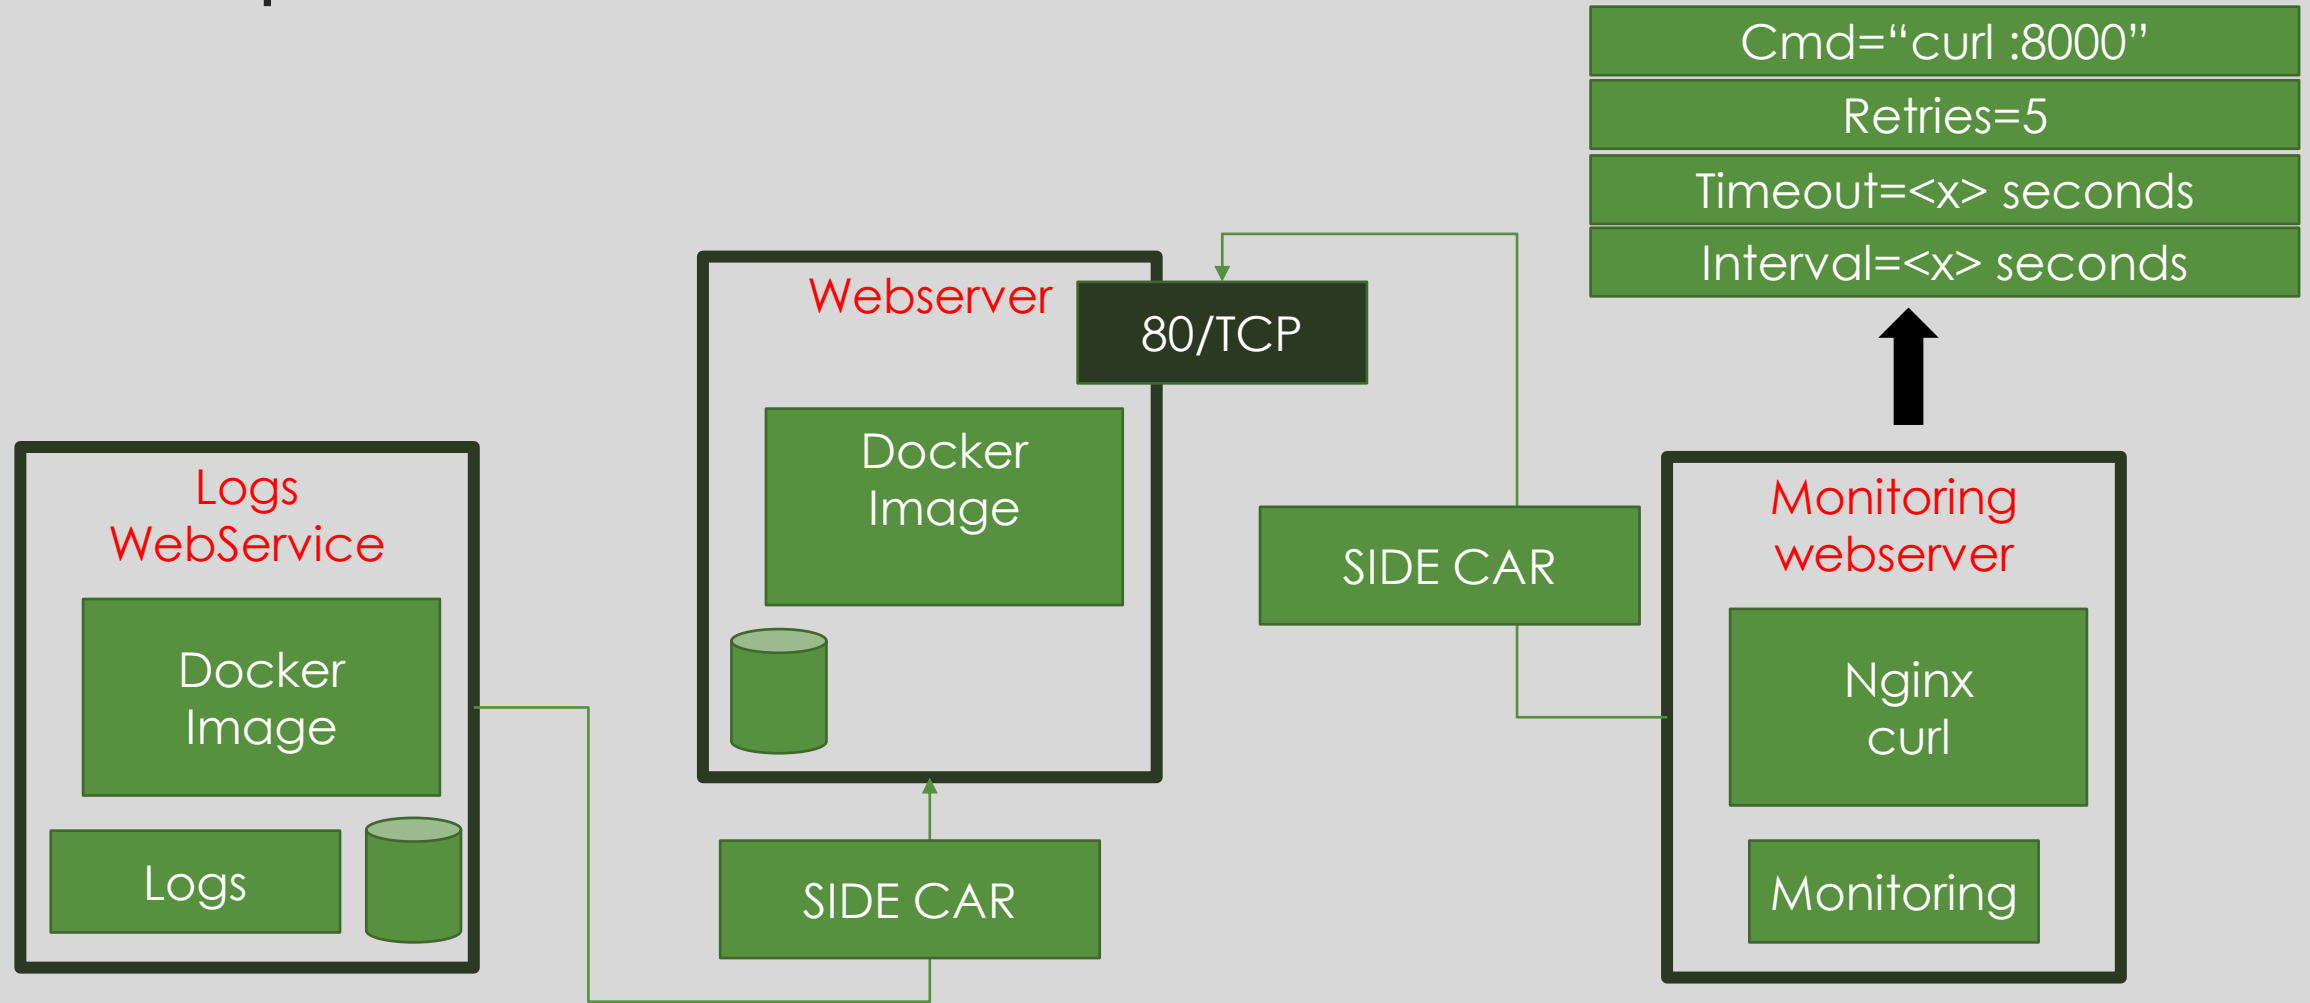 Cmd=“curl :8000”
Retries=5
Timeout=<x> seconds
Interval=<x> seconds
Webserver
80/TCP
Docker
Image
SIDE CAR
Logs
WebService
Docker
Image
Logs
SIDE CAR
Monitoring
webserver
Nginx
curl
Monitoring